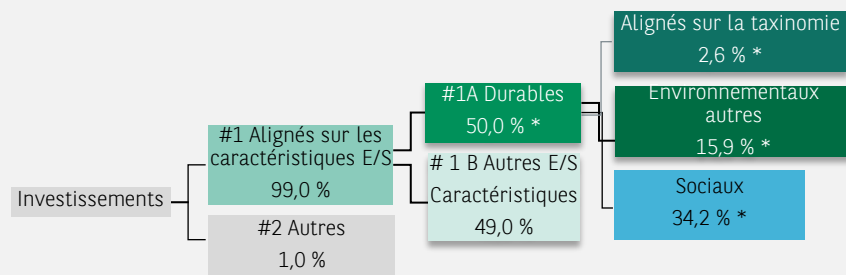 Investissements
#1 Alignés sur les
caractéristiques E/S
99,0 %
#2 Autres
1,0 %
#1A Durables
50,0 % *
# 1 B Autres E/S
Caractéristiques
49,0 %
Alignés sur la taxinomie
2,6 % *
Environnementaux
autres
15,9 % *
Sociaux
34,2 % *